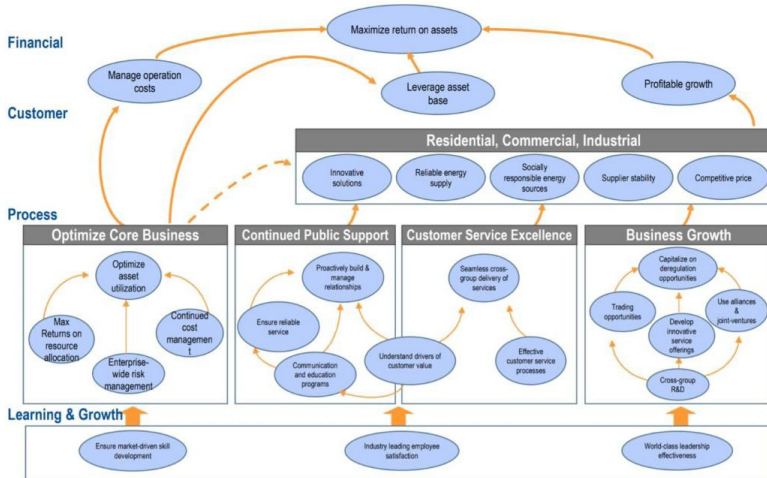 Financial
Maximize return on assets
Manage operation
costs
Leverage asset
base
Profitable growth
Customer
Residential, Commercial, Industrial
Innovative
solutions
Reliable energy
supply
Socially
responsible energy
sources
Supplier stability
Competitive price
Process
Optimize Core Business
Optimize
asset
utilization
Max
Returns on
resource
allocation
Enterprise-
wide risk
management
Continued
cost
managemen
t
Continued Public Support
Proactively build &
manage
relationships
Ensure reliable
service
Communication
and education
programs
Understand drivers of
customer value
Customer Service Excellence
Seamless cross-
group delivery of
services
Effective
customer service
processes
Business Growth
Capitalize on
deregulation
opportunities
Trading
opportunities
Use alliances
&
joint-ventures
Develop
innovative
service
offerings
Cross-group
R&D
Learning & Growth
Ensure market-driven skill
development
Industry leading employee
satisfaction
World-class leadership
effectiveness